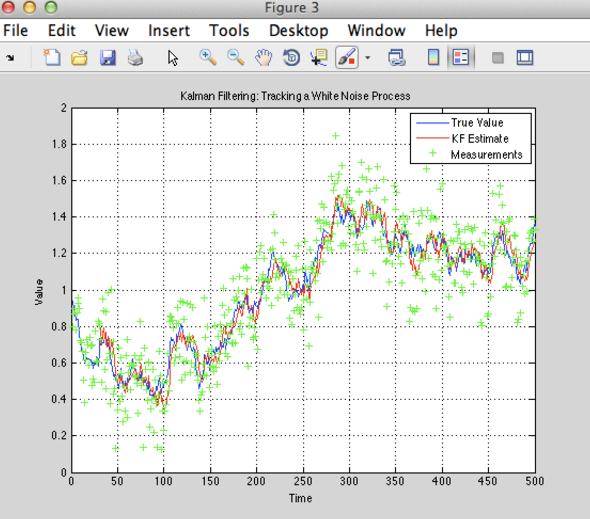 Figure 3
File Edit View Insert Tools Desktop Window Help
Kalman Filtering: Tracking a White Noise Process
True Value
KF Estimate
Measurements
Value
2
1.8
1.6
1.4
1.2
1
0.8
0.6
0.4
0.2
0
0 50 100 150 200 250 300 350 400 450 500
Time